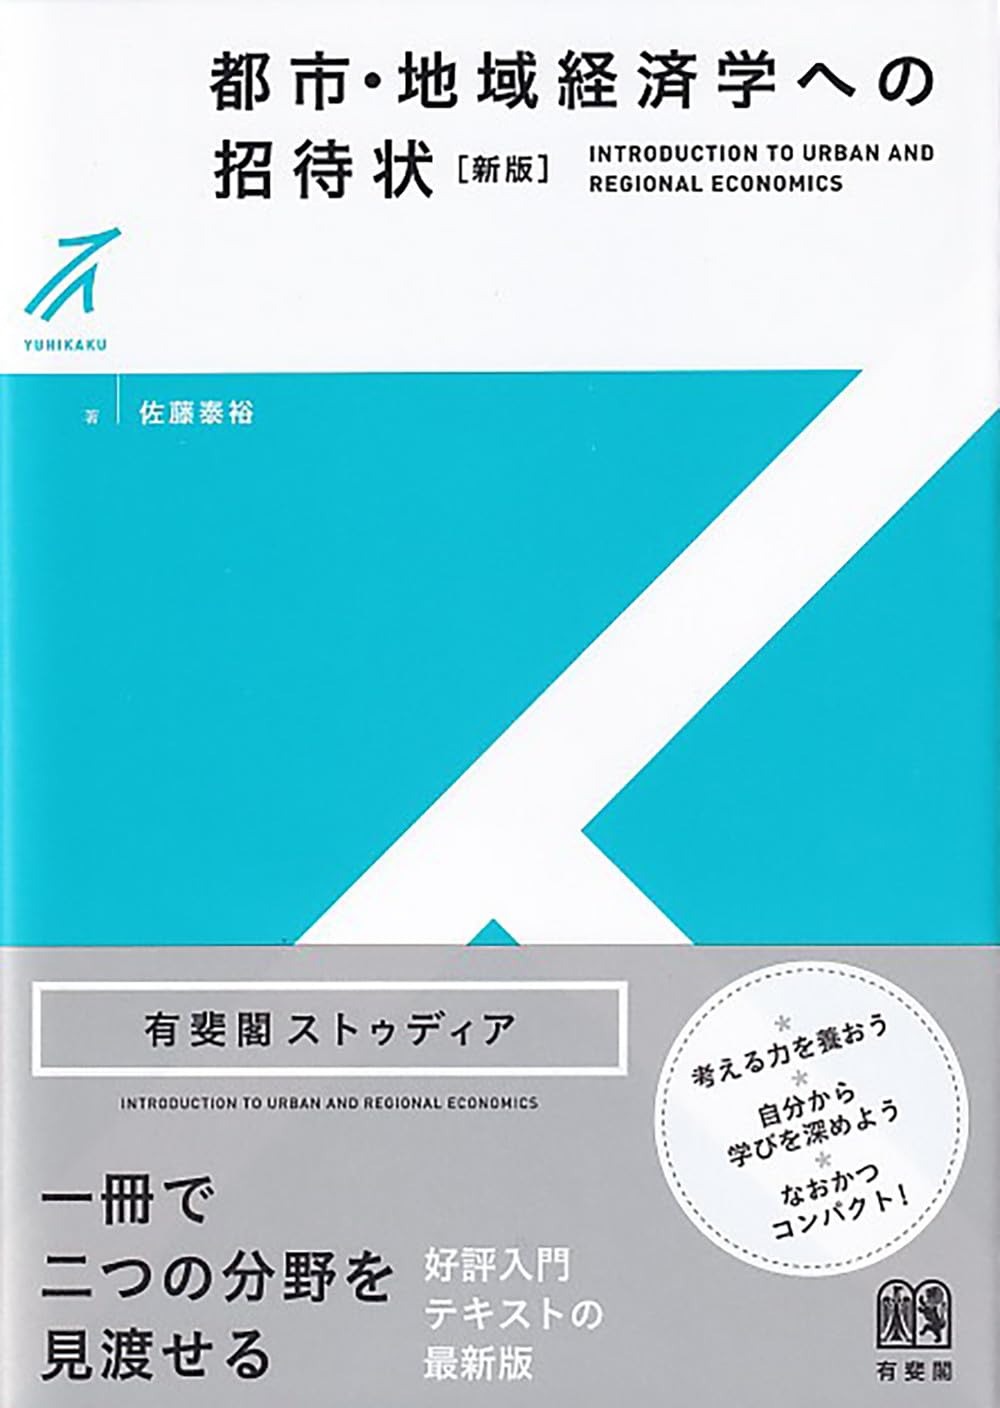 都市・地域経済学への
招待状［新版］
INTRODUCTION TO URBAN AND
REGIONAL ECONOMICS
YUHIKAKU
著
佐藤泰裕
有斐閣 ストゥディア
INTRODUCTION TO URBAN AND REGIONAL ECONOMICS
一冊で
二つの分野を
見渡せる
好評入門
テキストの
最新版
＊
考える力を養おう
＊
自分から
学びを深めよう
＊
なおかつ
コンパクト！
有斐閣